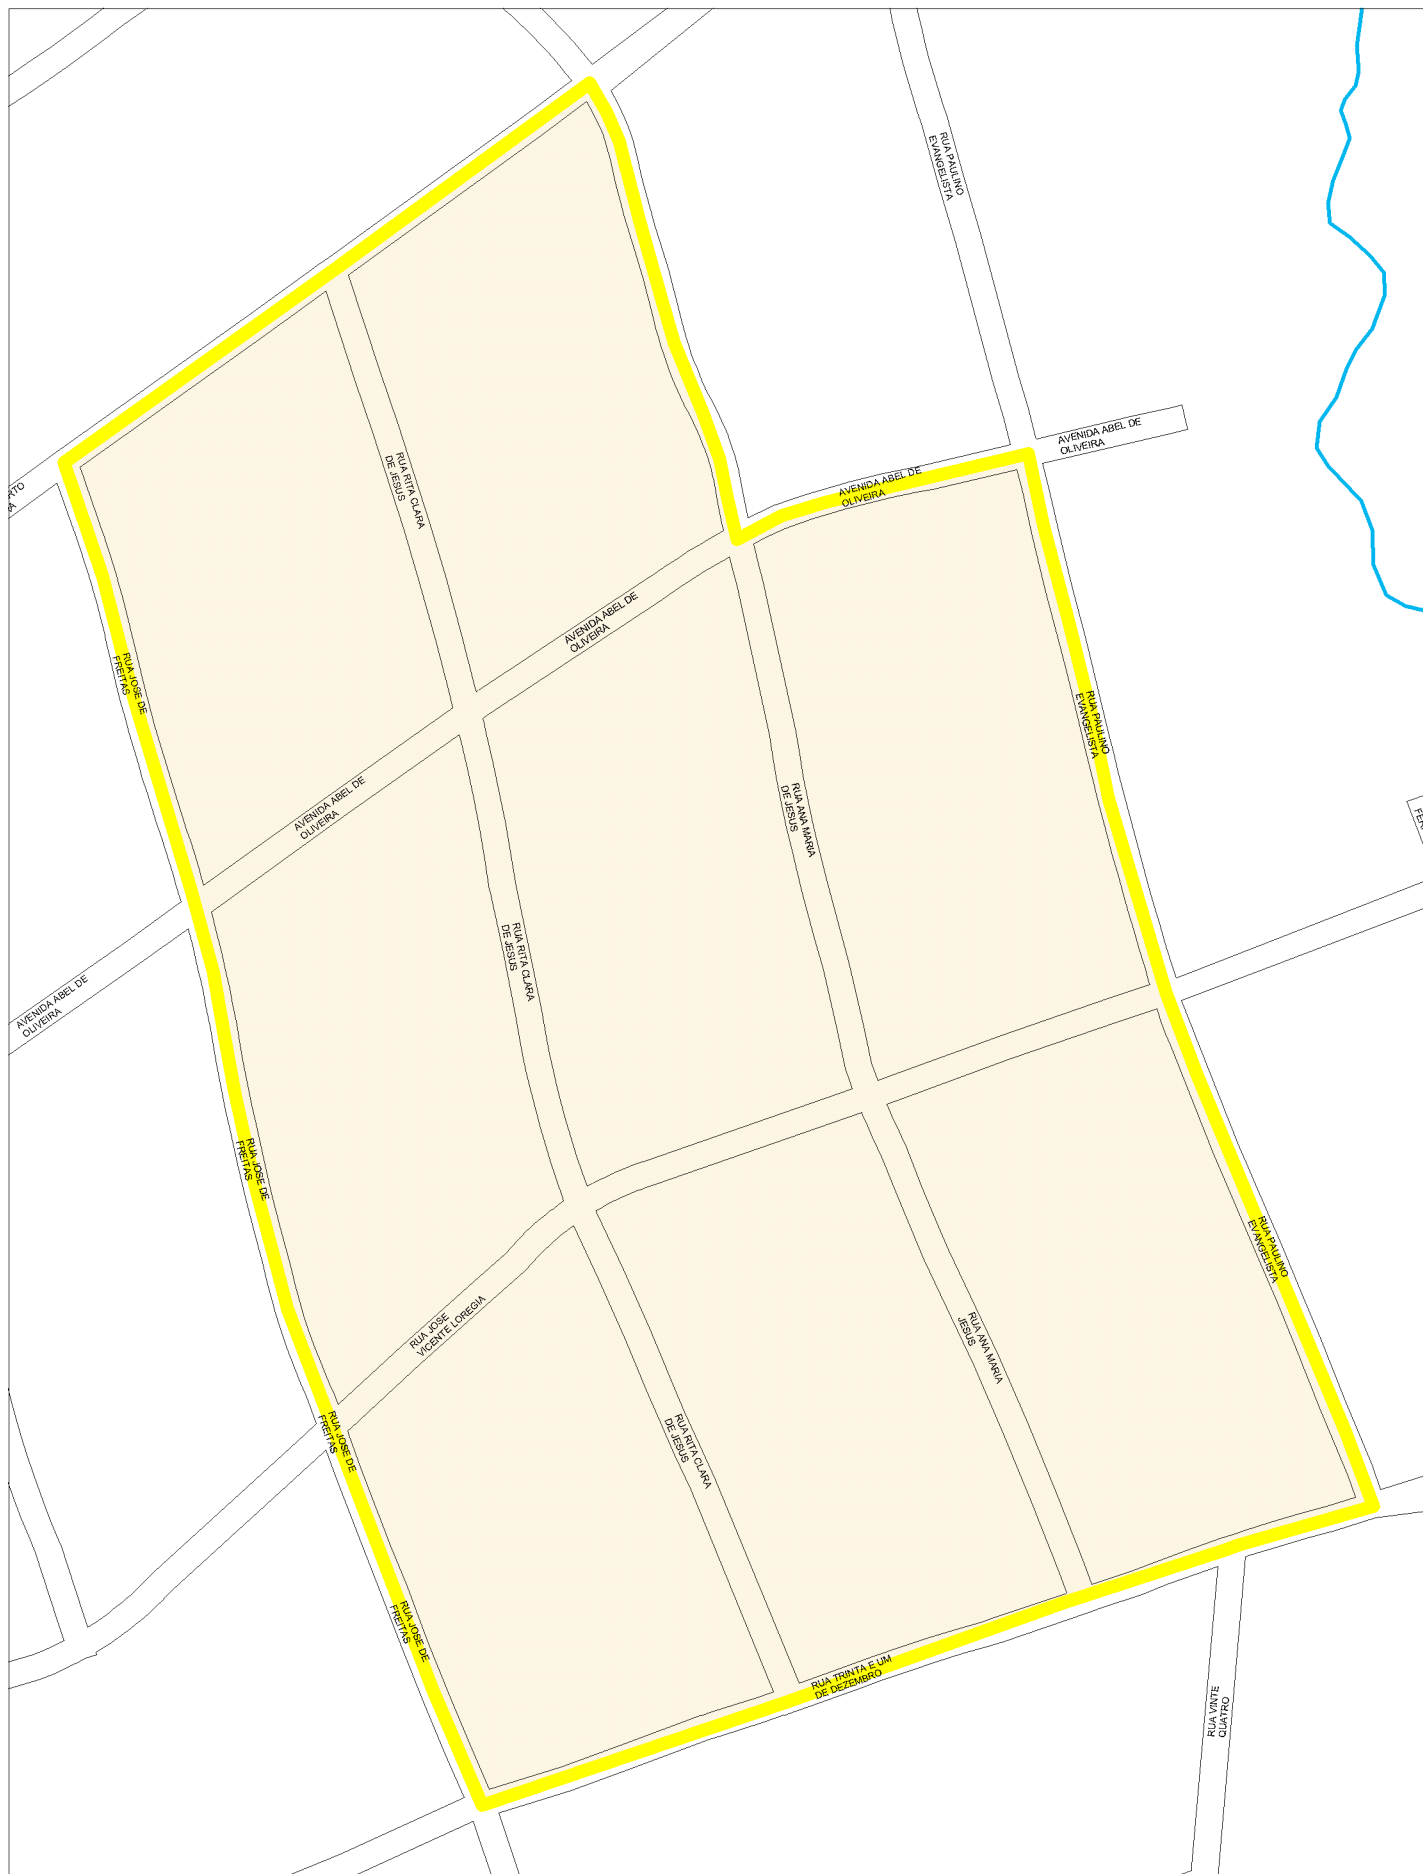 RUA PAULINO
EVANGELISTA
AVENIDA ABEL DE
OLIVEIRA
AVENIDA ABEL DE
OLIVEIRA
RUA RITA CLARA
DE JESUS
AVENIDA ABEL DE
OLIVEIRA
RUA JOSE DE
FREITAS
RUA PAULINO
EVANGELISTA
AVENIDA ABEL DE
OLIVEIRA
RUA ANA MARIA
DE JESUS
RUA RITA CLARA
DE JESUS
AVENIDA ABEL DE
OLIVEIRA
RUA JOSE DE
FREITAS
RUA PAULINO
EVANGELISTA
RUA JOSE
VICENTE LOREGIA
RUA ANA MARIA
JESUS
RUA JOSE DE
FREITAS
RUA RITA CLARA
DE JESUS
RUA JOSE DE
FREITAS
RUA TRINTA E UM
DE DEZEMBRO
RUA VINTE
QUATRO